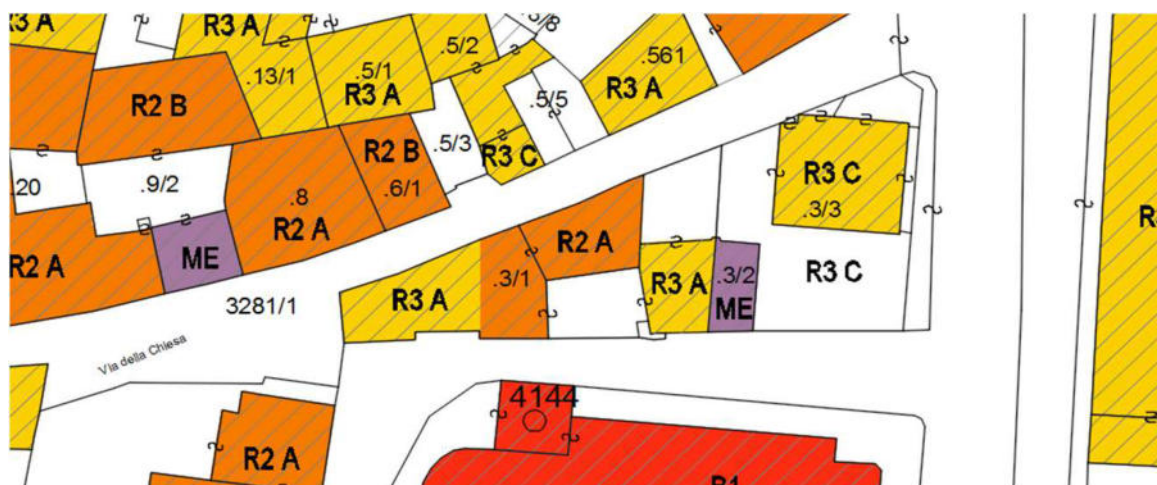 R3 A
R3 A
.5/2
.13/1
.5/1
R3 A
.561
R3 A
R2 B
.5/5
R2 B
.5/3
R3 C
R3 C
.3/3
.20
.9/2
.8
.6/1
R2 A
R2 A
R2 A
ME
.3/1
R3 A
.3/2
ME
R3 C
R3 A
3281/1
Via della Chiesa
4144
R2 A